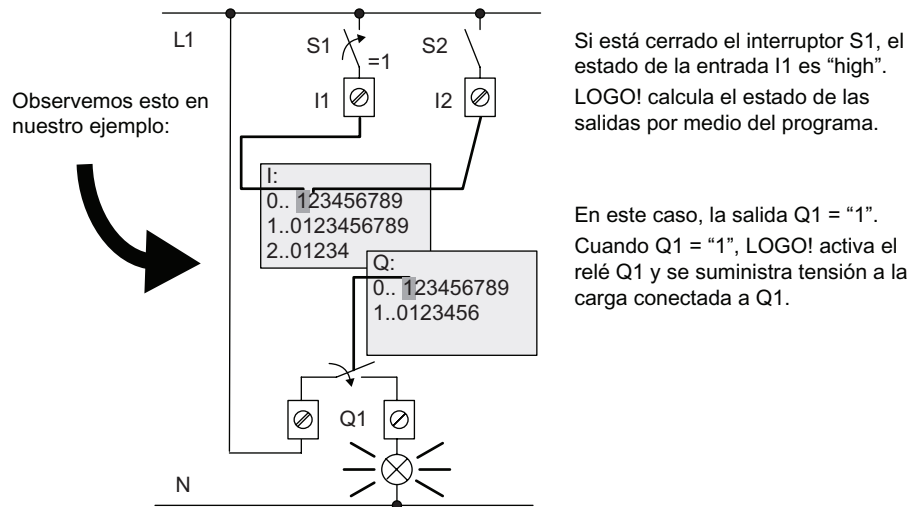 L1
S1
=1
S2
I1
I2
Observemos esto en
nuestro ejemplo:
I:
0.. 123456789
1..0123456789
2..01234
Q:
0.. 123456789
1..0123456
Q1
N
Si está cerrado el interruptor S1, el
estado de la entrada I1 es “high”.
LOGO! calcula el estado de las
salidas por medio del programa.
En este caso, la salida Q1 = “1”.
Cuando Q1 = “1”, LOGO! activa el
relé Q1 y se suministra tensión a la
carga conectada a Q1.